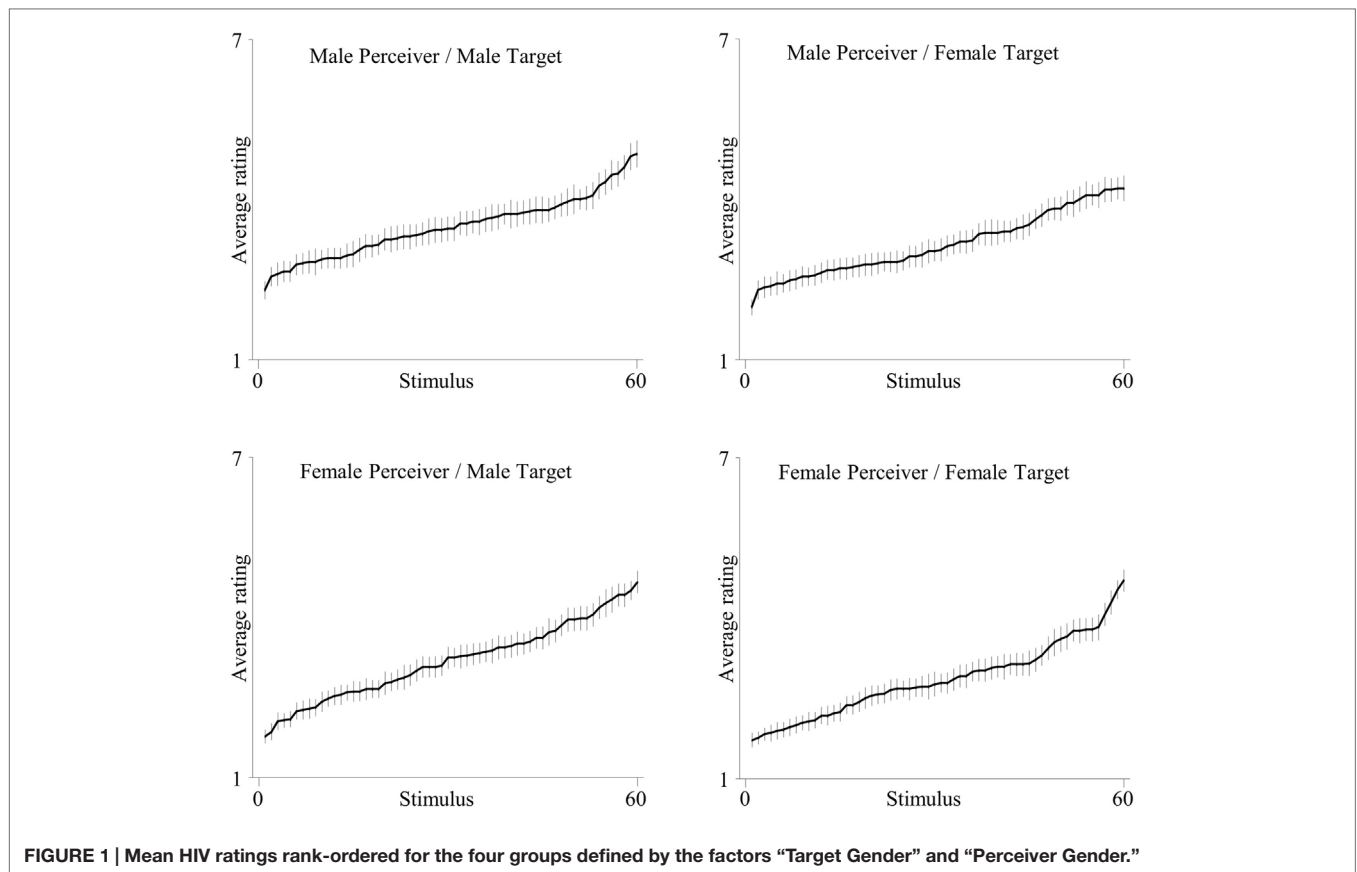 7
Male Perceiver / Male Target
Average rating
1
0
Stimulus
60
7
Male Perceiver / Female Target
Average rating
1
0
Stimulus
60
7
Female Perceiver / Male Target
Average rating
1
0
Stimulus
60
7
Female Perceiver / Female Target
Average rating
1
0
Stimulus
60
FIGURE 1 | Mean HIV ratings rank-ordered for the four groups defined by the factors “Target Gender” and “Perceiver Gender.”